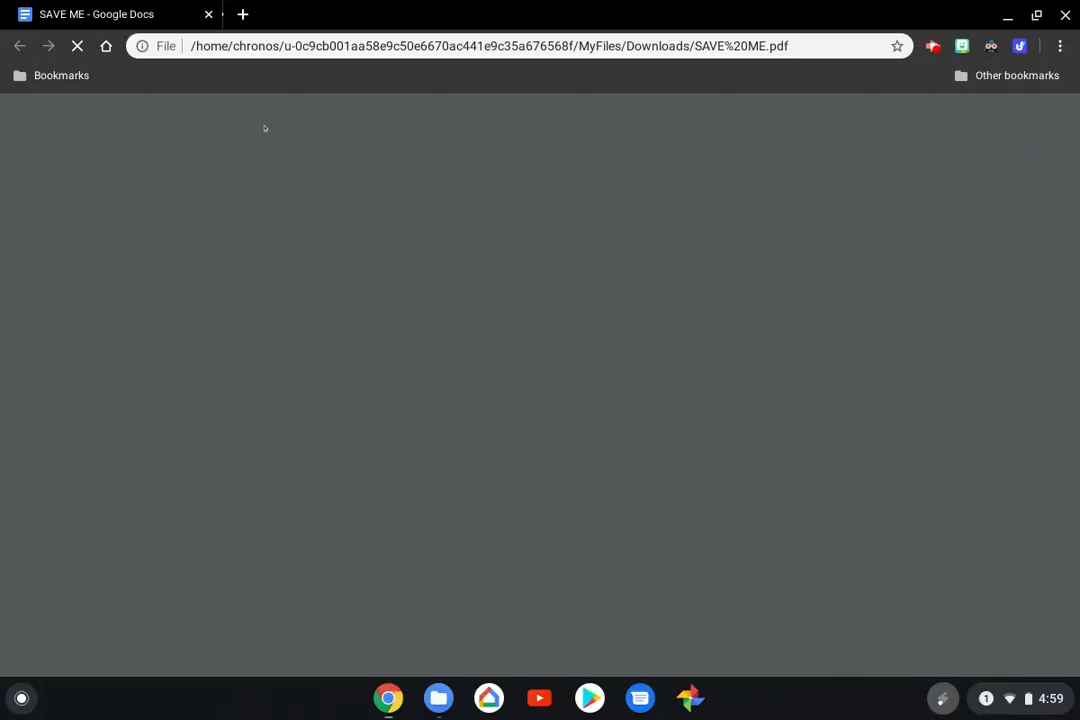 SAVE ME - Google Docs
File
/home/chronos/u-0c9cb001aa58e9c50e6670ac441e9c35a676568f/MyFiles/Downloads/SAVE%20ME.pdf
Bookmarks
Other bookmarks
1
4:59